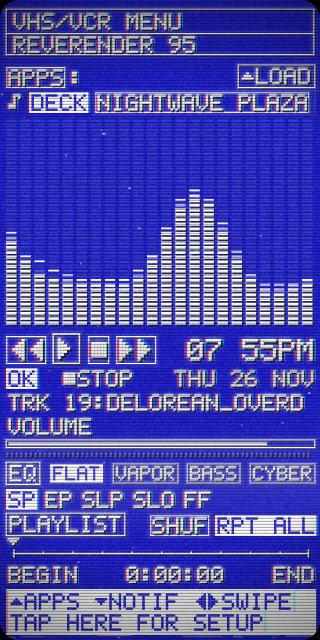 VHS/VCR MENU
REVERENDER 95
APPS: ▲LOAD
♪ DECK NIGHTWAVE PLAZA
07 55PM
OK ■STOP THU 26 NOV
TRK 19:DELOREAN_OVERD
VOLUME
EQ FLAT VAPOR BASS CYBER
SP EP SLP SLO FF
PLAYLIST SHUF RPT ALL
BEGIN 0:00:00 END
▲APPS ▼NOTIF ◀▶SWIPE
TAP HERE FOR SETUP